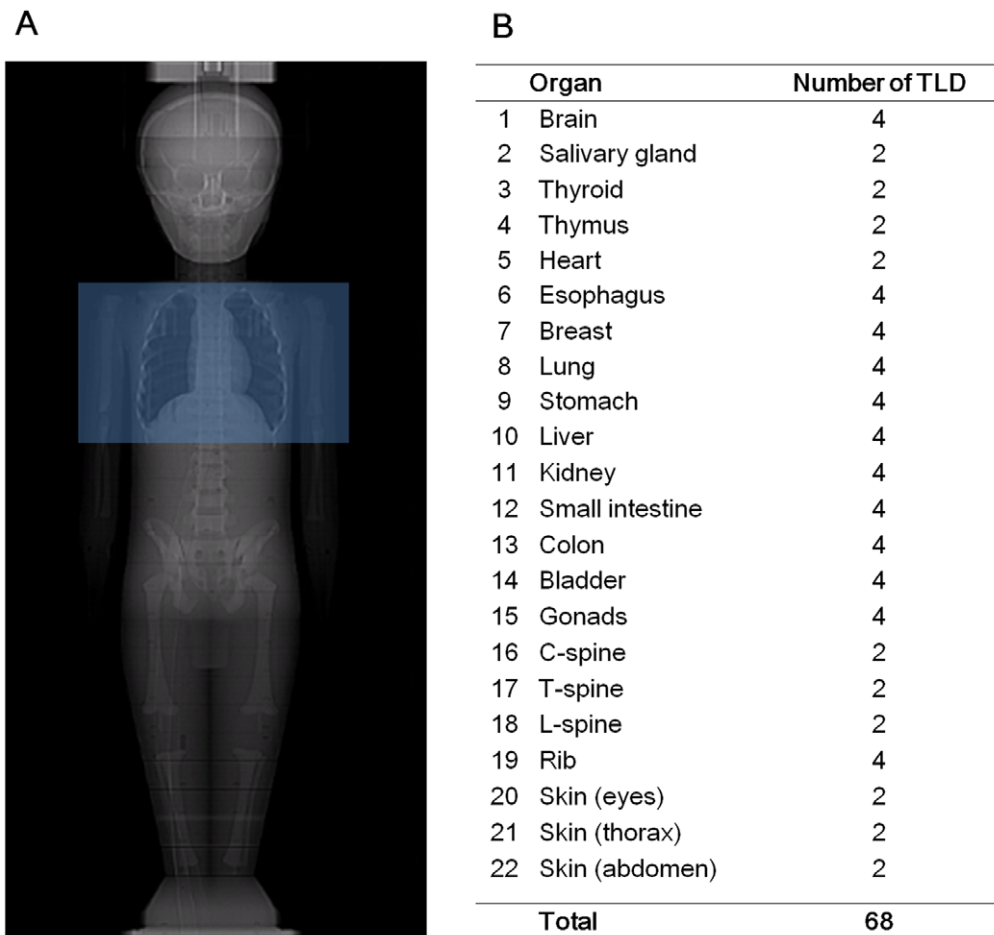 A
B
Organ Number of TLD
1 Brain 4
2 Salivary gland 2
3 Thyroid 2
4 Thymus 2
5 Heart 2
6 Esophagus 4
7 Breast 4
8 Lung 4
9 Stomach 4
10 Liver 4
11 Kidney 4
12 Small intestine 4
13 Colon 4
14 Bladder 4
15 Gonads 4
16 C-spine 2
17 T-spine 2
18 L-spine 2
19 Rib 4
20 Skin (eyes) 2
21 Skin (thorax) 2
22 Skin (abdomen) 2
Total 68